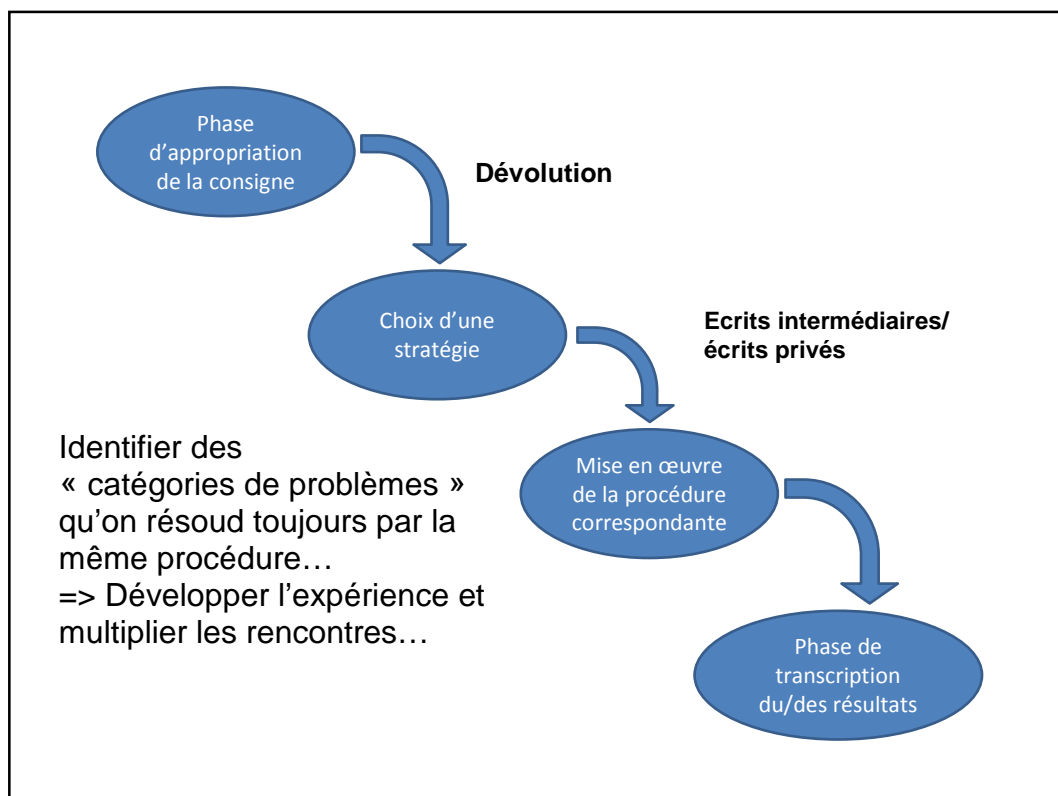 Phase
d’appropriation
de la consigne
Dévolution
Choix d’une
stratégie
Ecrits intermédiaires/
écrits privés
Identifier des
« catégories de problèmes »
qu’on résoud toujours par la
même procédure…
=> Développer l’expérience et
multiplier les rencontres…
Mise en œuvre
de la procédure
correspondante
Phase de
transcription
du/des résultats